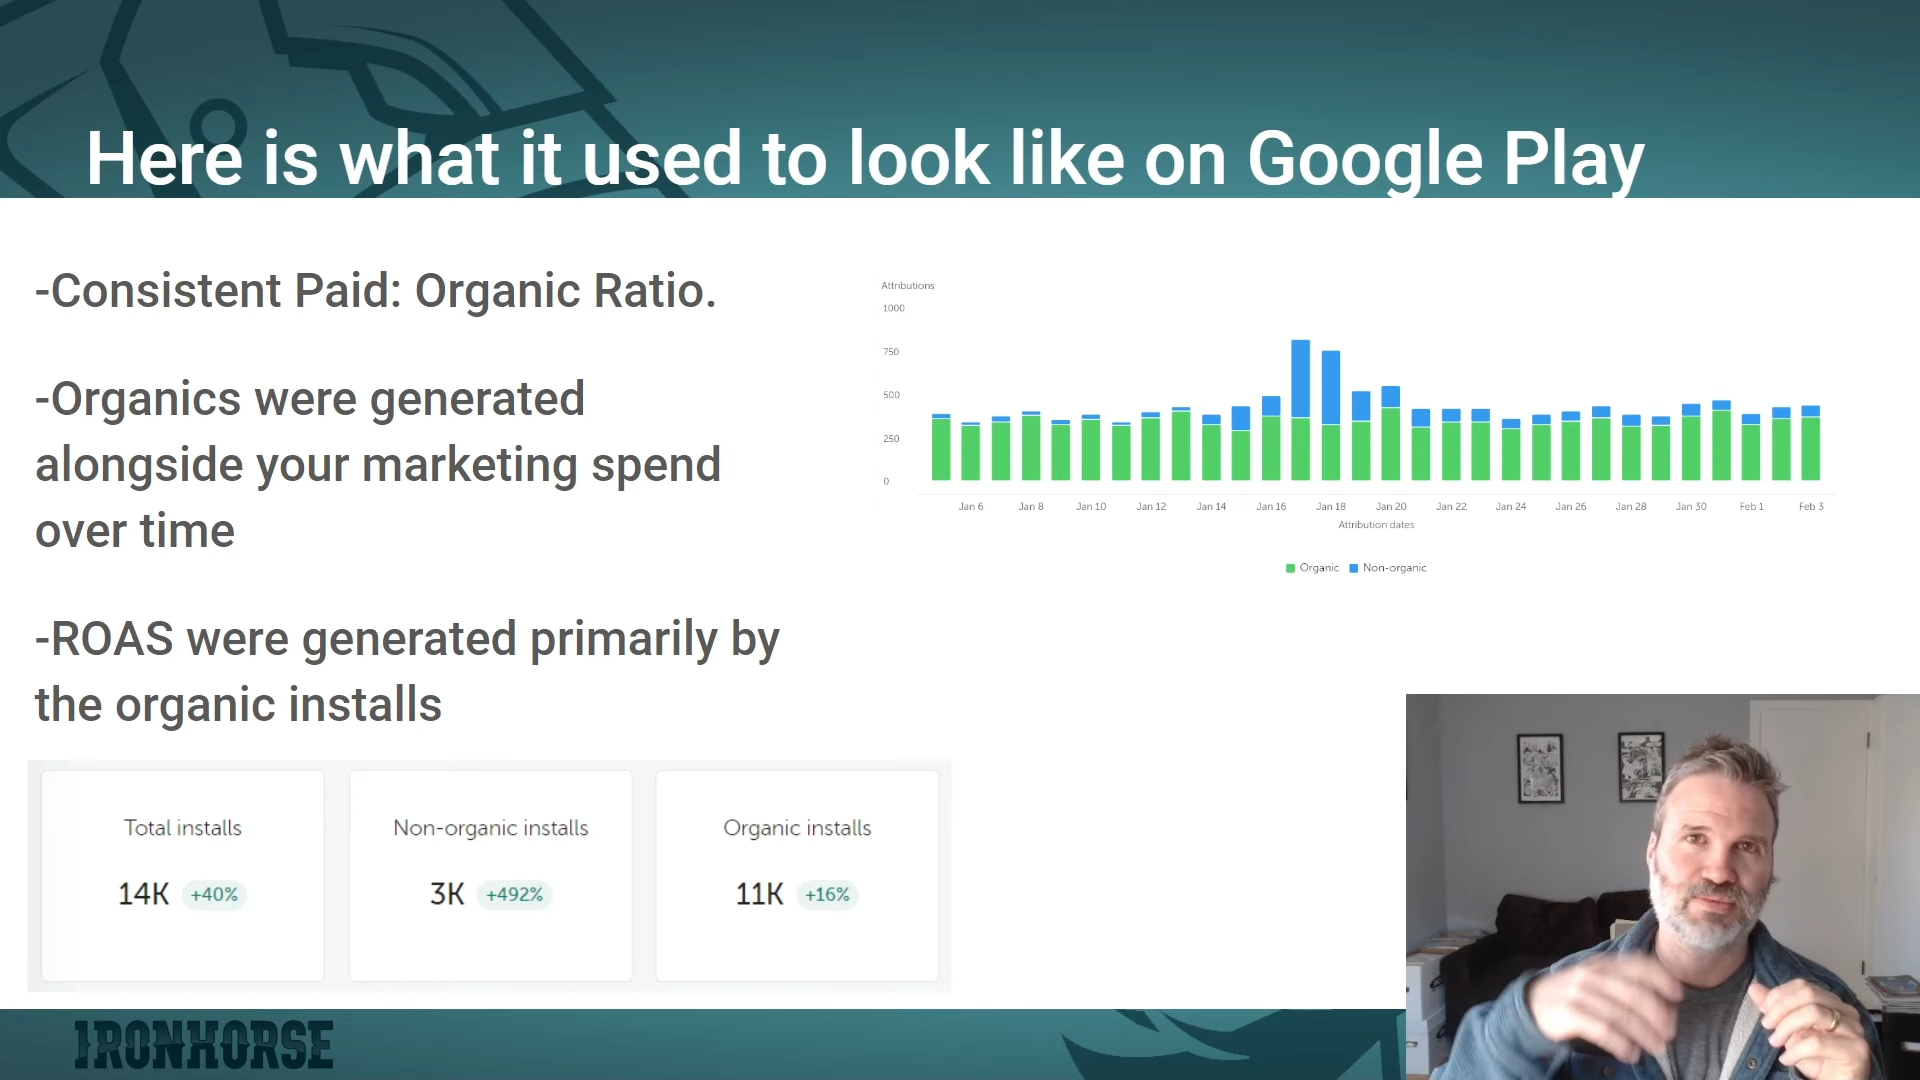 Here is what it used to look like on Google Play
-Consistent Paid: Organic Ratio.
-Organics were generated
alongside your marketing spend
over time
-ROAS were generated primarily by
the organic installs
Attributions
1000
750
500
250
0
Jan 6 Jan 8 Jan 10 Jan 12 Jan 14 Jan 16 Jan 18 Jan 20 Jan 22 Jan 24 Jan 26 Jan 28 Jan 30 Feb 1 Feb 3
Attribution dates
Organic Non-organic
Total installs
14K +40%
Non-organic installs
3K +492%
Organic installs
11K +16%
IRONHORSE